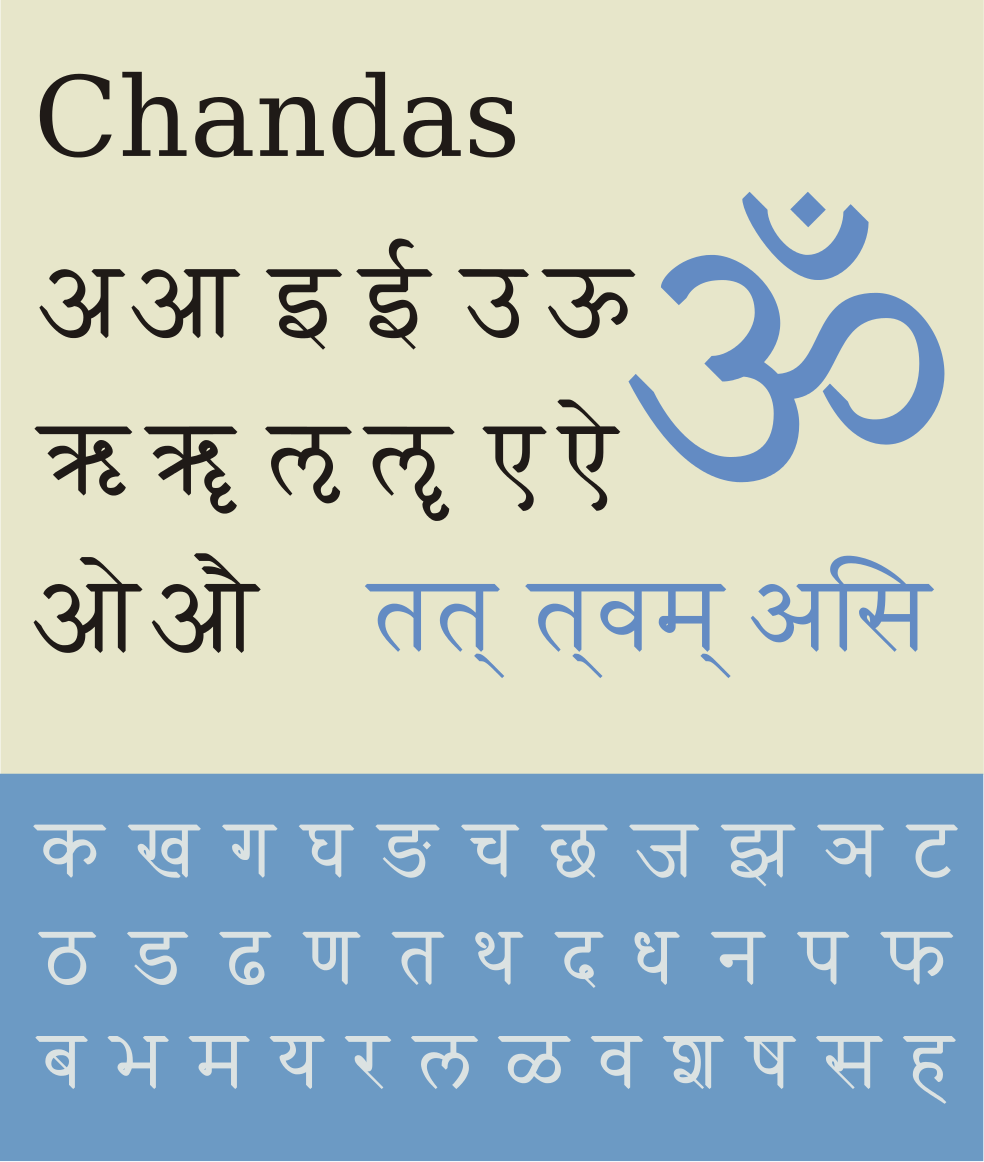 Chandas
ॐ
अ आ इ ई उ ऊ
ऋ ॠ ऌ ॡ ए ऐ
ओ औ तत् त्वम् असि
क ख ग घ ङ च छ ज झ ञ ट
ठ ड ढ ण त थ द ध न प फ
ब भ म य र ल ळ व श ष स ह